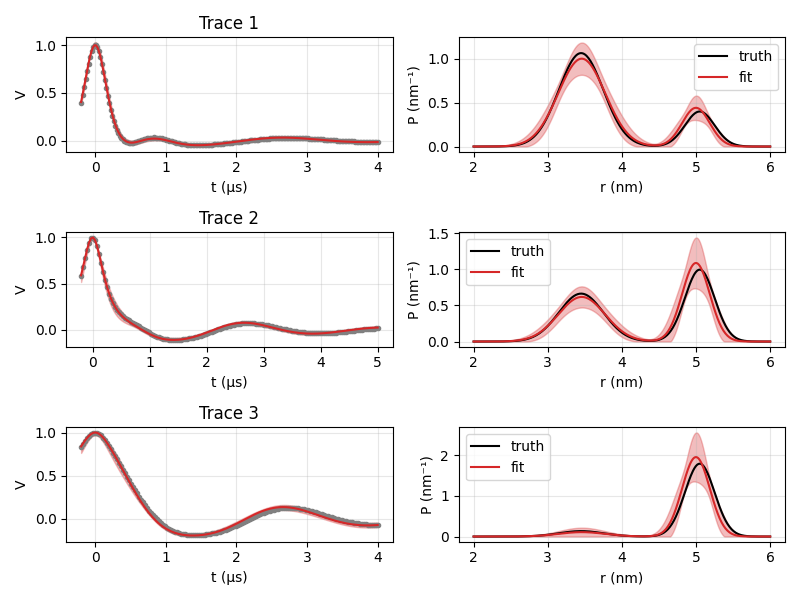 Trace 1
V
1.0
0.5
0.0
0 1 2 3 4
t (μs)
P (nm⁻¹)
1.0
0.5
0.0
truth
fit
2 3 4 5 6
r (nm)
Trace 2
V
1.0
0.5
0.0
0 1 2 3 4 5
t (μs)
P (nm⁻¹)
1.5
1.0
0.5
0.0
truth
fit
2 3 4 5 6
r (nm)
Trace 3
V
1.0
0.5
0.0
0 1 2 3 4
t (μs)
P (nm⁻¹)
2
1
0
truth
fit
2 3 4 5 6
r (nm)